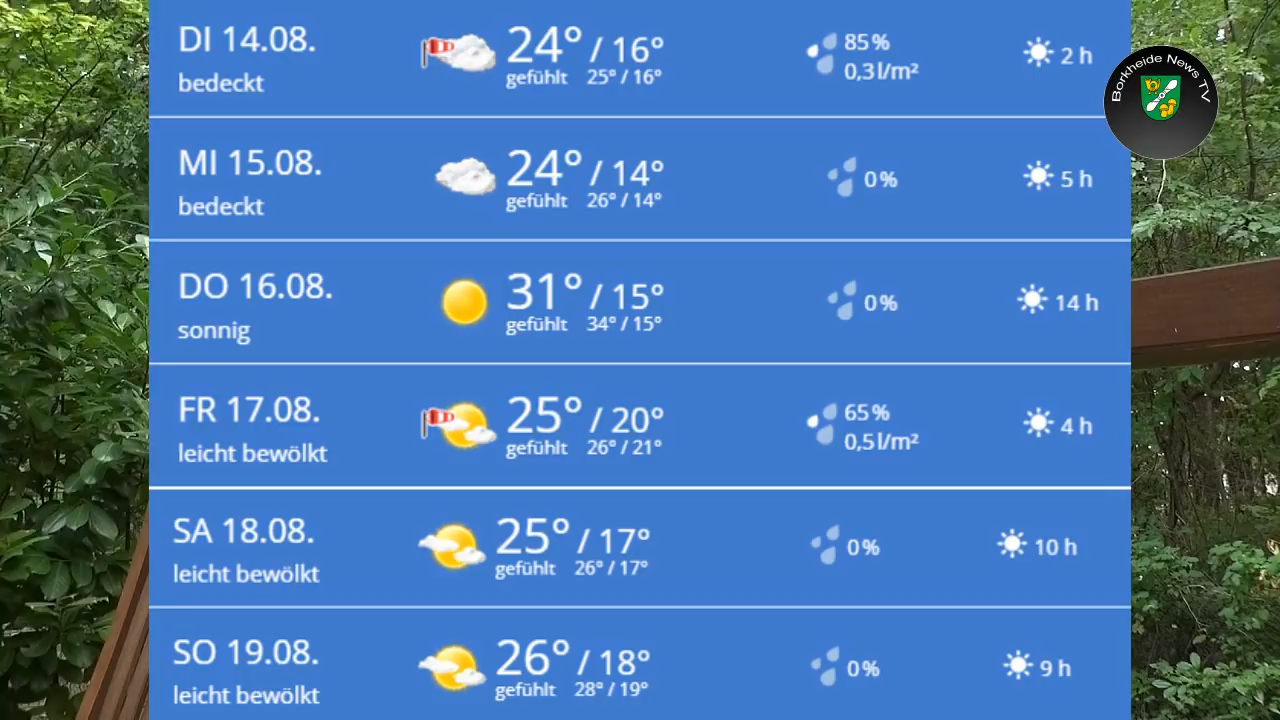 DI 14.08.
bedeckt
24° / 16°
gefühlt 25° / 16°
85%
0,3 l/m²
2 h
Borkheide News TV
MI 15.08.
bedeckt
24° / 14°
gefühlt 26° / 14°
0%
5 h
DO 16.08.
sonnig
31° / 15°
gefühlt 34° / 15°
0%
14 h
FR 17.08.
leicht bewölkt
25° / 20°
gefühlt 26° / 21°
65%
0,5 l/m²
4 h
SA 18.08.
leicht bewölkt
25° / 17°
gefühlt 26° / 17°
0%
10 h
SO 19.08.
leicht bewölkt
26° / 18°
gefühlt 28° / 19°
0%
9 h